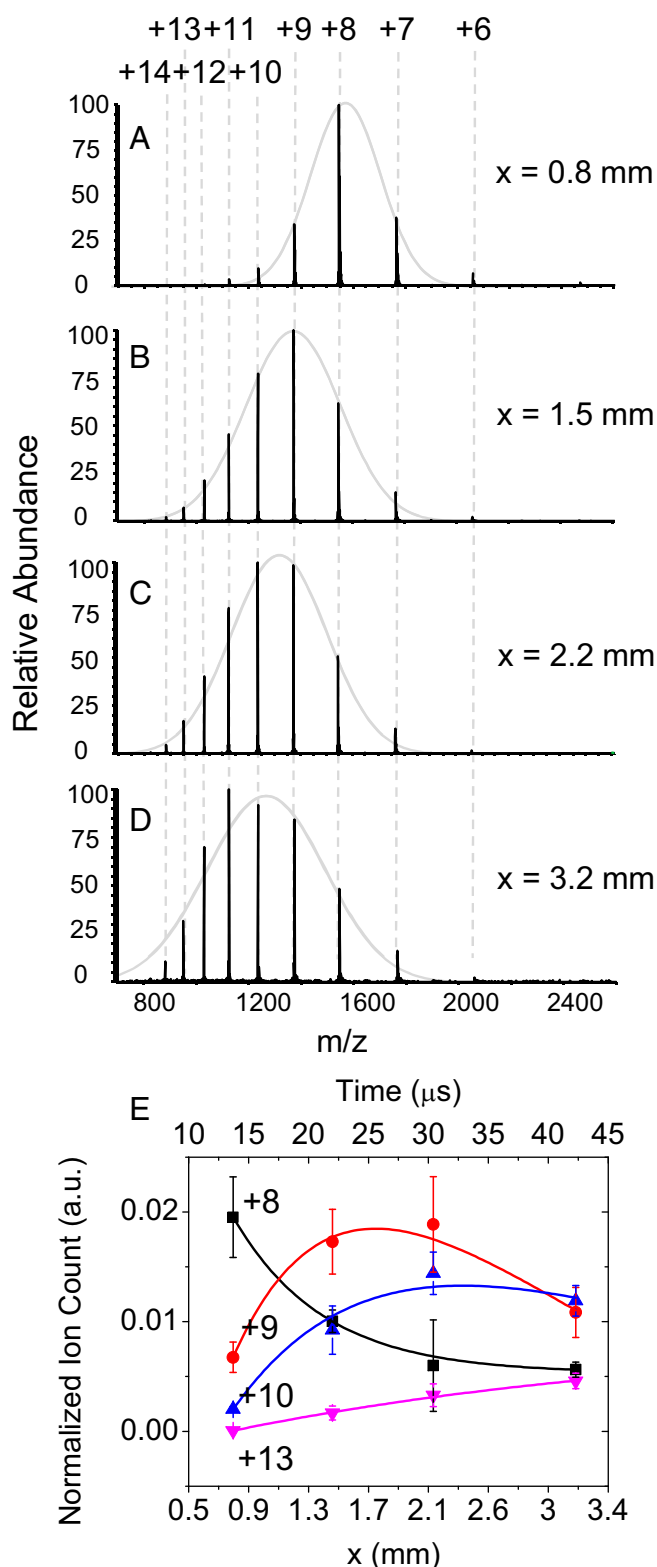 +13 +11 +9 +8 +7 +6
+14 +12 +10
A
100
75
50
25
0
x = 0.8 mm
B
100
75
50
25
0
x = 1.5 mm
C
100
75
50
25
0
x = 2.2 mm
D
100
75
50
25
0
x = 3.2 mm
Relative Abundance
800 1200 1600 2000 2400
m/z
E
Time (μs)
10 15 20 25 30 35 40 45
0.02
0.01
0.00
Normalized Ion Count (a.u.)
+8
+9
+10
+13
0.5 0.9 1.3 1.7 2.1 2.6 3 3.4
x (mm)